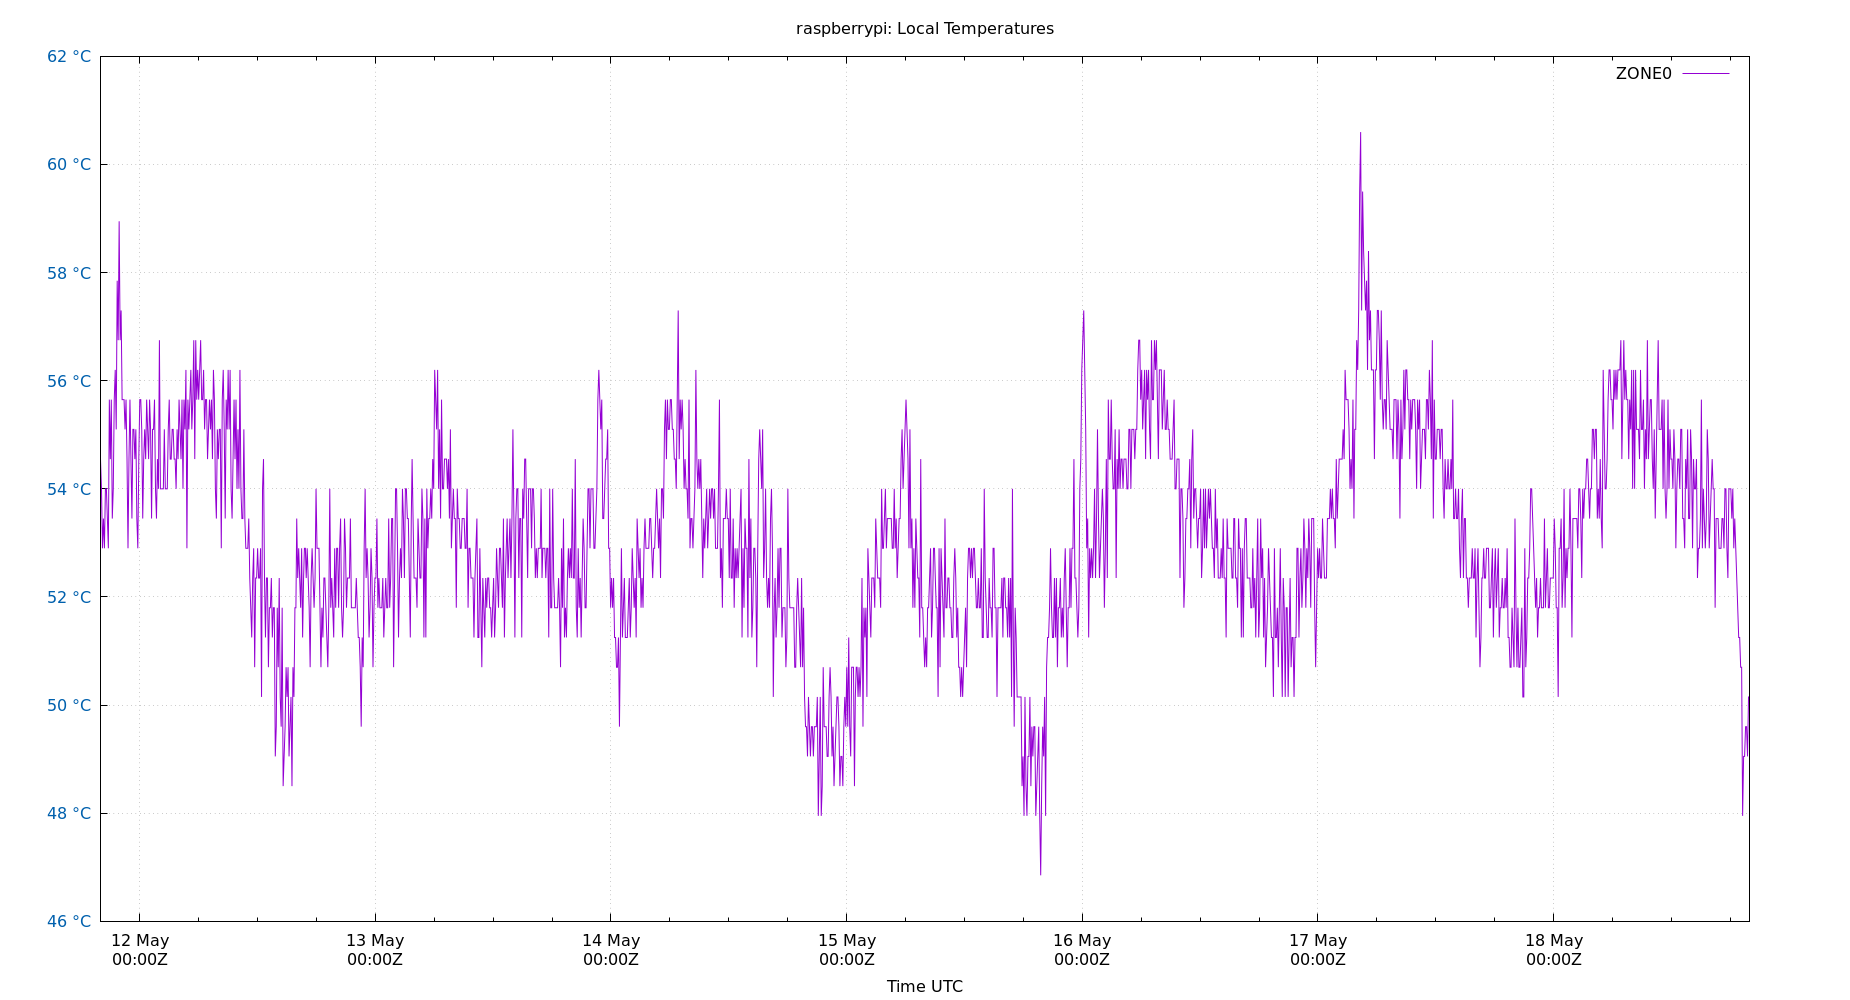 raspberrypi: Local Temperatures
62 °C
ZONE0
60 °C
58 °C
56 °C
54 °C
52 °C
50 °C
48 °C
46 °C
12 May 13 May 14 May 15 May 16 May 17 May 18 May
00:00Z 00:00Z 00:00Z 00:00Z 00:00Z 00:00Z 00:00Z
Time UTC